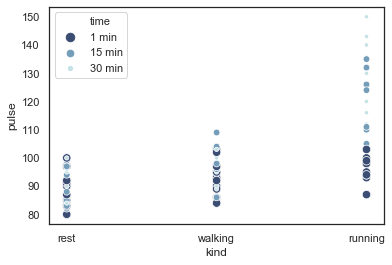 time
1 min
15 min
30 min
150
140
130
120
110
100
90
80
pulse
rest walking running
kind